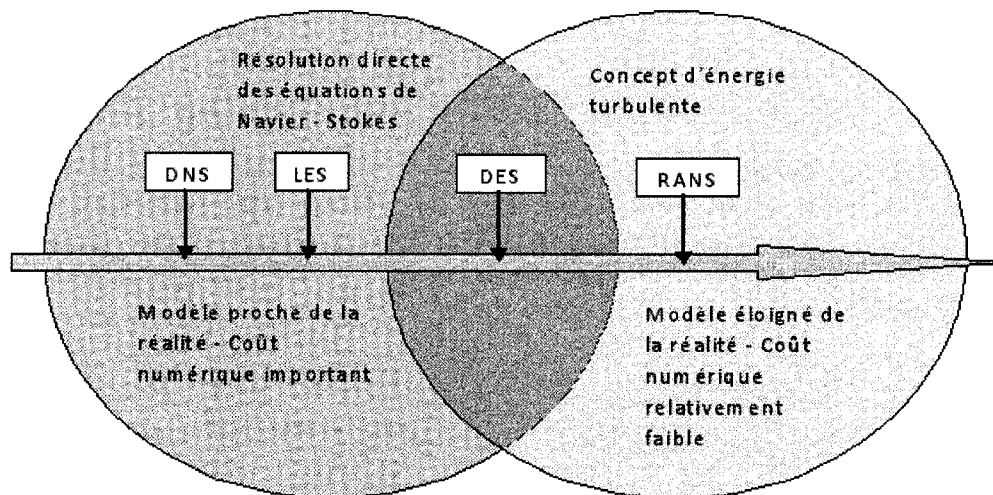 Résolution directe
des équations de
Navier - Stokes
Concept d'énergie
turbulente
DNS
LES
DES
RANS
Modèle proche de la
réalité - Coût
numérique important
Modèle éloigné de
la réalité - Coût
numérique
relativement
faible